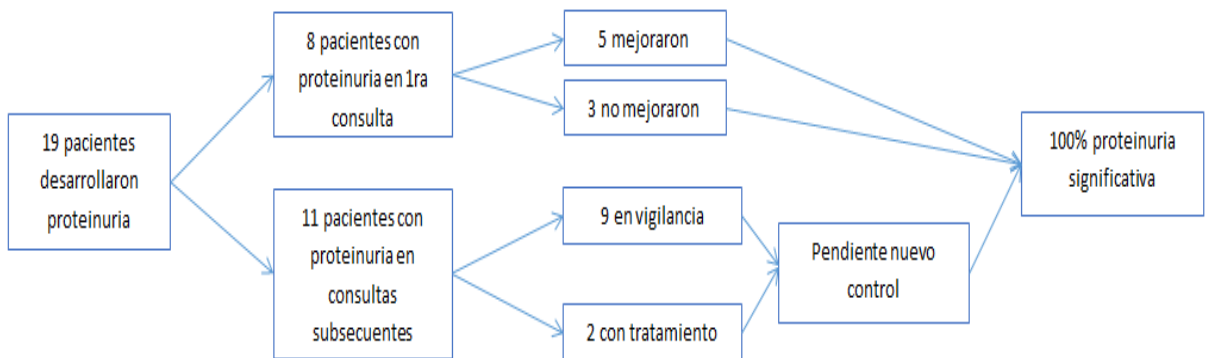 19 pacientes
desarrollaron
proteinuria
8 pacientes con
proteinuria en 1ra
consulta
11 pacientes con
proteinuria en
consultas
subsecuentes
5 mejoraron
3 no mejoraron
9 en vigilancia
2 con tratamiento
Pendiente nuevo
control
100% proteinuria
significativa